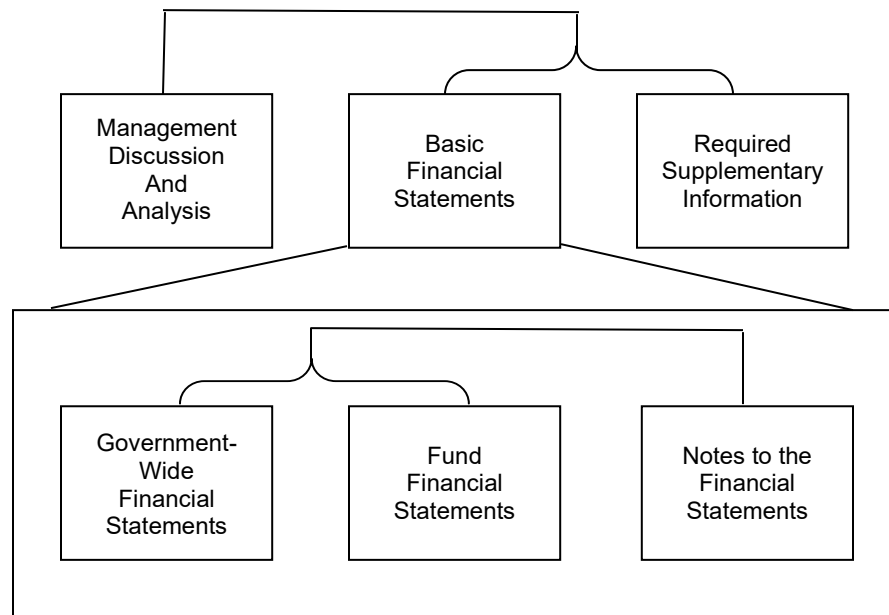 Management
Discussion
And
Analysis
Basic
Financial
Statements
Required
Supplementary
Information
Government-
Wide
Financial
Statements
Fund
Financial
Statements
Notes to the
Financial
Statements